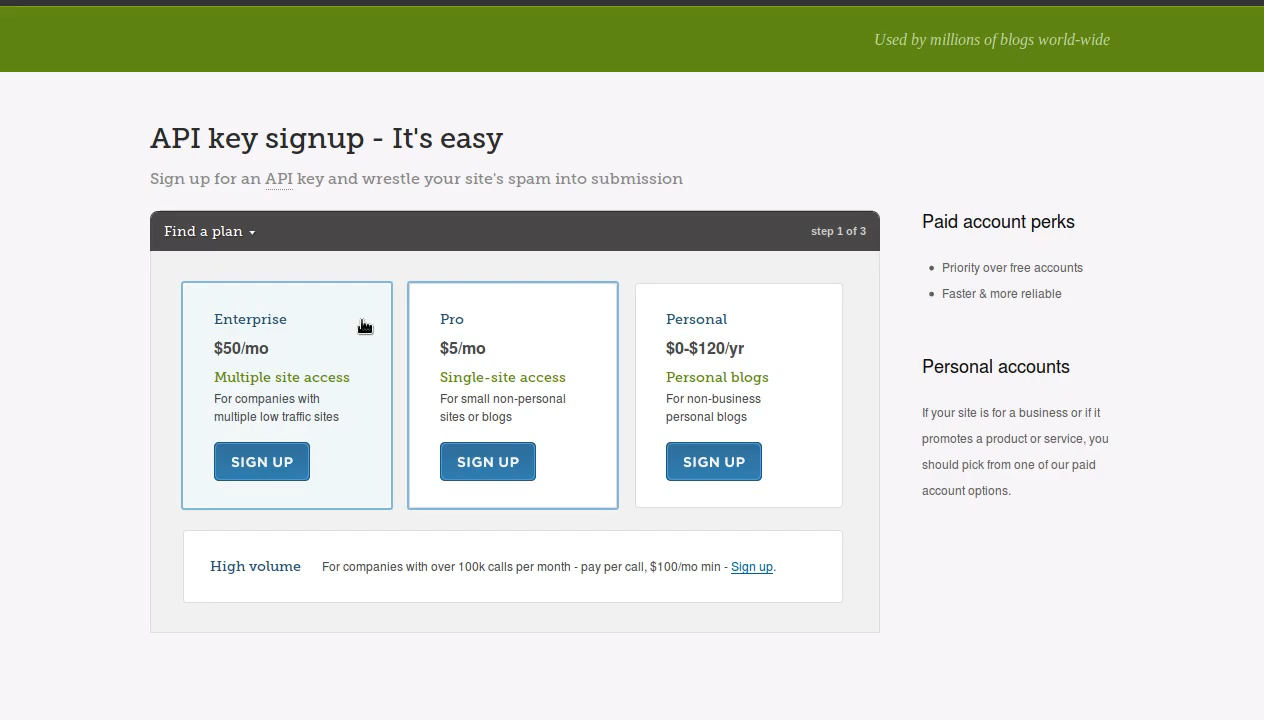 Used by millions of blogs world-wide
API key signup - It's easy
Sign up for an API key and wrestle your site's spam into submission
Find a plan
step 1 of 3
Enterprise
$50/mo
Multiple site access
For companies with
multiple low traffic sites
SIGN UP
Pro
$5/mo
Single-site access
For small non-personal
sites or blogs
SIGN UP
Personal
$0-$120/yr
Personal blogs
For non-business
personal blogs
SIGN UP
High volume
For companies with over 100k calls per month - pay per call, $100/mo min - Sign up.
Paid account perks
Priority over free accounts
Faster & more reliable
Personal accounts
If your site is for a business or if it
promotes a product or service, you
should pick from one of our paid
account options.